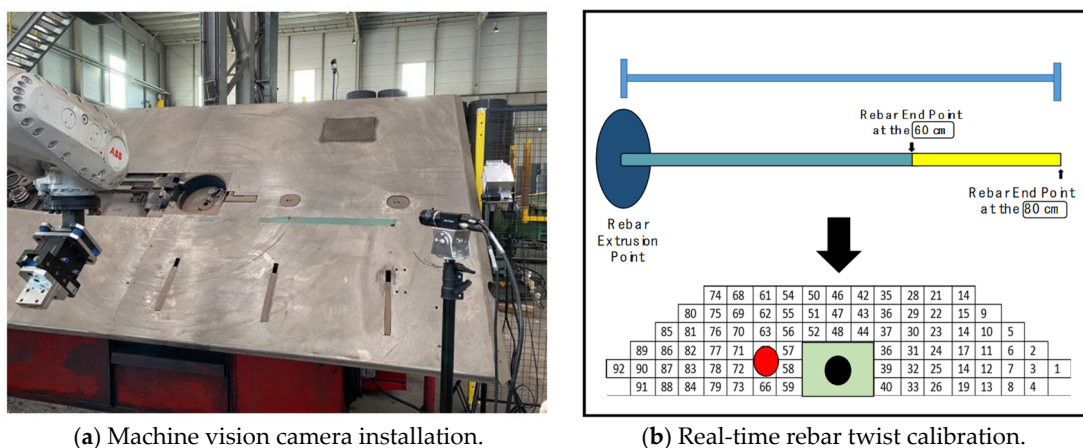 ABB
Rebar End Point
at the 60 cm
Rebar End Point
at the 80 cm
Rebar
Extrusion
Point
74 68 61 54 50 46 42 35 28 21 14
80 75 69 62 55 51 47 43 36 29 22 15 9
85 81 76 70 63 56 52 48 44 37 30 23 14 10 5
89 86 82 77 71 57 36 31 24 17 11 6 2
92 90 87 83 78 72 58 39 32 25 14 12 7 3 1
91 88 84 79 73 66 59 40 33 26 19 13 8 4
(a) Machine vision camera installation.
(b) Real-time rebar twist calibration.